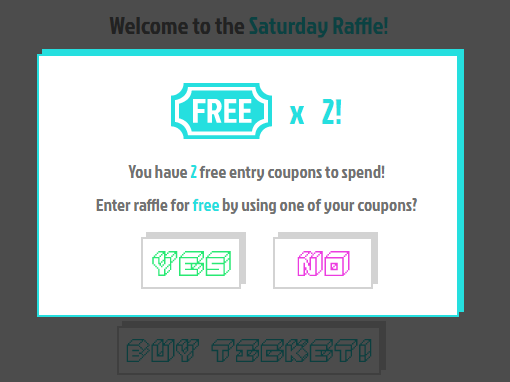 Welcome to the Saturday Raffle!
FREE x 2!
You have 2 free entry coupons to spend!
Enter raffle for free by using one of your coupons?
YES NO
BUY TICKET!